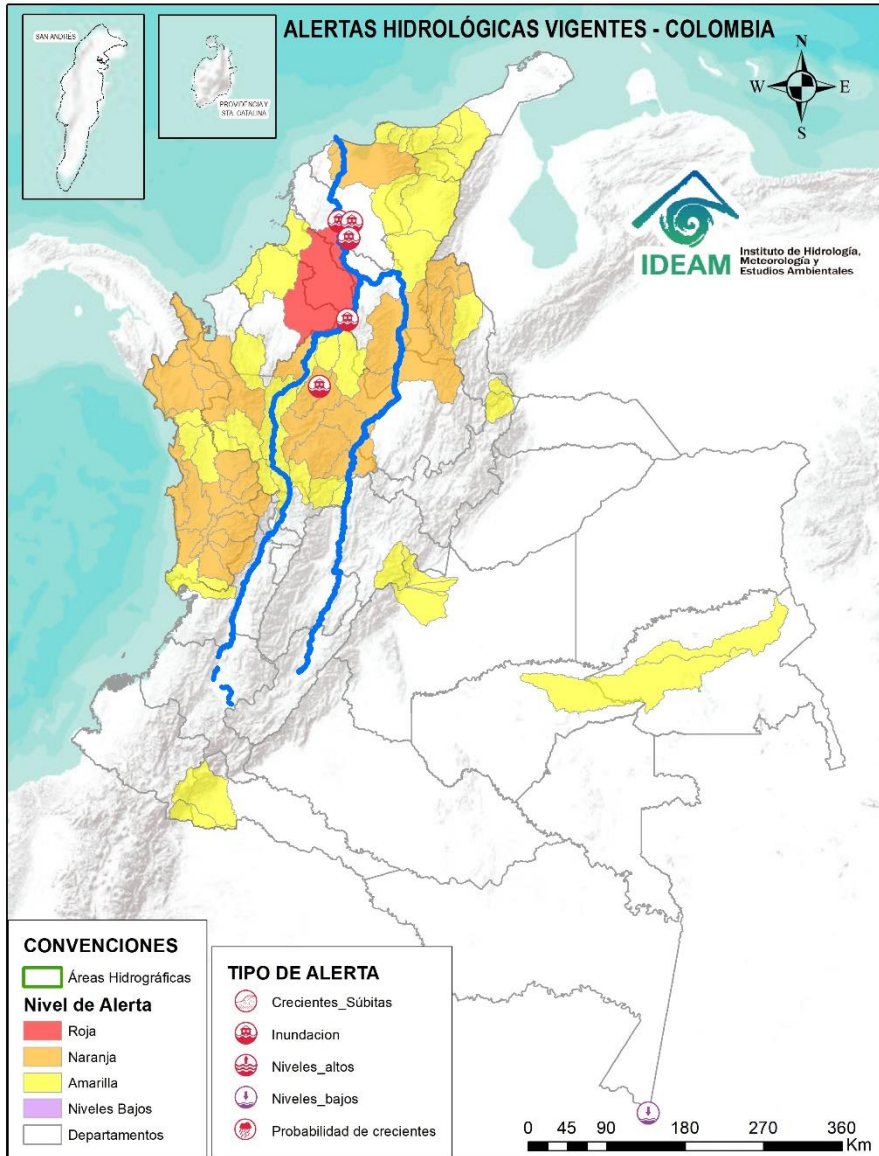 ALERTAS HIDROLÓGICAS VIGENTES - COLOMBIA
SAN ANDRÉS
PROVIDENCIA Y
STA. CATALINA
N
W
E
S
IDEAM
Instituto de Hidrología,
Meteorología y
Estudios Ambientales
CONVENCIONES
Áreas Hidrográficas
Nivel de Alerta
Roja
Naranja
Amarilla
Niveles Bajos
Departamentos
TIPO DE ALERTA
Crecientes_Súbitas
Inundacion
Niveles_altos
Niveles_bajos
Probabilidad de crecientes
0 45 90 180 270 360
Km